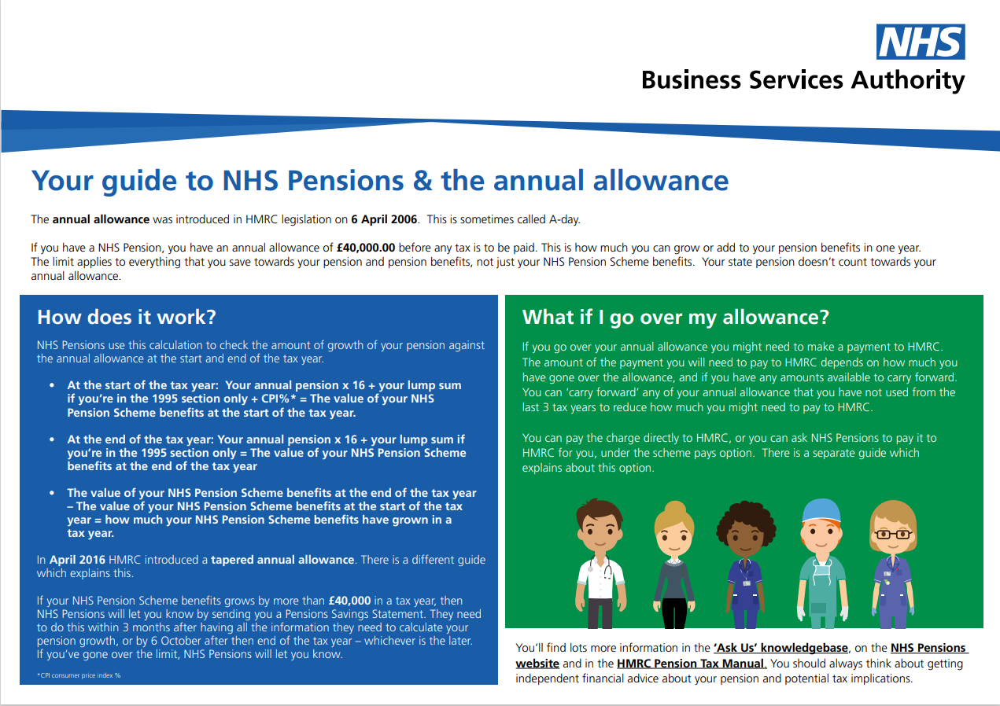 NHS
Business Services Authority
Your guide to NHS Pensions & the annual allowance
The annual allowance was introduced in HMRC legislation on 6 April 2006.  This is sometimes called A-day.
If you have a NHS Pension, you have an annual allowance of £40,000.00 before any tax is to be paid. This is how much you can grow or add to your pension benefits in one year.
The limit applies to everything that you save towards your pension and pension benefits, not just your NHS Pension Scheme benefits.  Your state pension doesn’t count towards your
annual allowance.
How does it work?
NHS Pensions use this calculation to check the amount of growth of your pension against
the annual allowance at the start and end of the tax year.
• At the start of the tax year:  Your annual pension x 16 + your lump sum
if you’re in the 1995 section only + CPI%* = The value of your NHS
Pension Scheme benefits at the start of the tax year.
• At the end of the tax year: Your annual pension x 16 + your lump sum if
you’re in the 1995 section only = The value of your NHS Pension Scheme
benefits at the end of the tax year
• The value of your NHS Pension Scheme benefits at the end of the tax year
– The value of your NHS Pension Scheme benefits at the start of the tax
year = how much your NHS Pension Scheme benefits have grown in a
tax year.
In April 2016 HMRC introduced a tapered annual allowance. There is a different guide
which explains this.
If your NHS Pension Scheme benefits grows by more than £40,000 in a tax year, then
NHS Pensions will let you know by sending you a Pensions Savings Statement. They need
to do this within 3 months after having all the information they need to calculate your
pension growth, or by 6 October after then end of the tax year – whichever is the later.
If you’ve gone over the limit, NHS Pensions will let you know.
*CPI consumer price index %
What if I go over my allowance?
If you go over your annual allowance you might need to make a payment to HMRC.
The amount of the payment you will need to pay to HMRC depends on how much you
have gone over the allowance, and if you have any amounts available to carry forward.
You can ‘carry forward’ any of your annual allowance that you have not used from the
last 3 tax years to reduce how much you might need to pay to HMRC.
You can pay the charge directly to HMRC, or you can ask NHS Pensions to pay it to
HMRC for you, under the scheme pays option.  There is a separate guide which
explains about this option.
You’ll find lots more information in the ‘Ask Us’ knowledgebase, on the NHS Pensions
website and in the HMRC Pension Tax Manual. You should always think about getting
independent financial advice about your pension and potential tax implications.